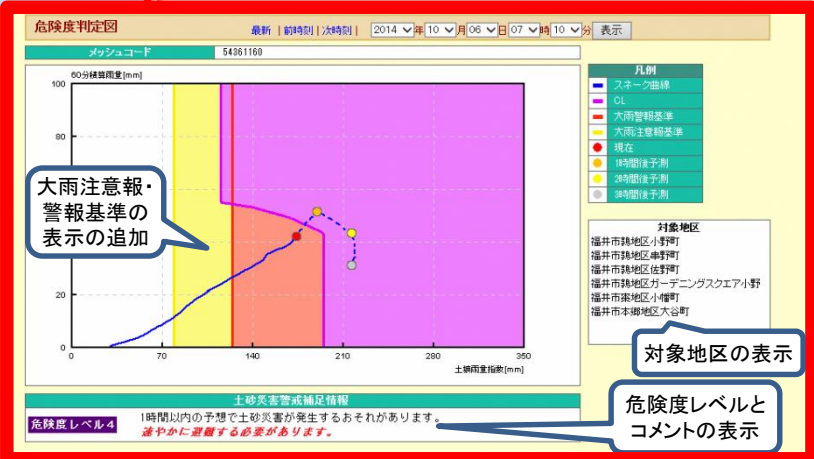 危険度判定図
最新 | 前時刻 | 次時刻 | 2014 年 10 月 06 日 07 時 10 分 表示
メッシュコード 54361160
60分積算雨量[mm]
100
80
20
0
0 70 140 210 280 350
土壌雨量指数[mm]
大雨注意報・
警報基準の
表示の追加
凡例
スネーク曲線
CL
大雨警報基準
大雨注意報基準
現在
1時間後予測
2時間後予測
3時間後予測
対象地区
福井市鶉地区小野町
福井市鶉地区串野町
福井市鶉地区佐野町
福井市鶉地区ガーデニングスクエア小野
福井市棗地区小幡町
福井市本郷地区大谷町
対象地区の表示
土砂災害警戒補足情報
危険度レベル4
1時間以内の予想で土砂災害が発生するおそれがあります。
速やかに避難する必要があります。
危険度レベルと
コメントの表示